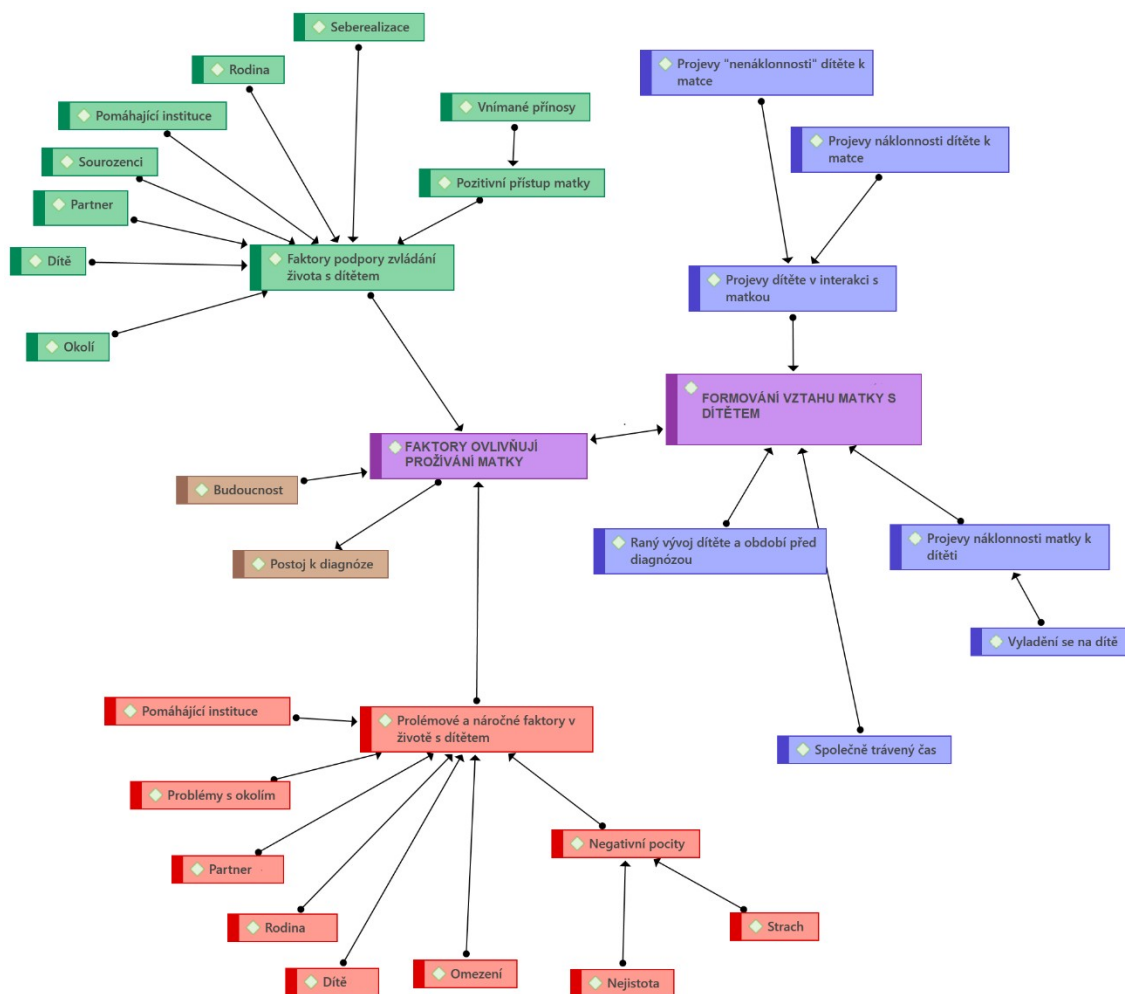 Seberealizace
Projevy "nenáklonnosti" dítěte k
matce
Rodina
Vnímané přínosy
Pomáhající instituce
Projevy náklonnosti dítěte k
matce
Sourozenci
Pozitivní přístup matky
Partner
Dítě
Faktory podpory zvládání
života s dítětem
Projevy dítěte v interakci s
matkou
Okolí
FORMOVÁNÍ VZTAHU MATKY S
DÍTĚTEM
FAKTORY OVLIVŇUJÍ
PROŽÍVÁNÍ MATKY
Budoucnost
Postoj k diagnóze
Raný vývoj dítěte a období před
diagnózou
Projevy náklonnosti matky k
dítěti
Vyladění se na dítě
Pomáhájící instituce
Prolémové a náročné faktory v
životě s dítětem
Společně trávený čas
Problémy s okolím
Negativní pocity
Partner
Rodina
Strach
Dítě
Omezení
Nejistota